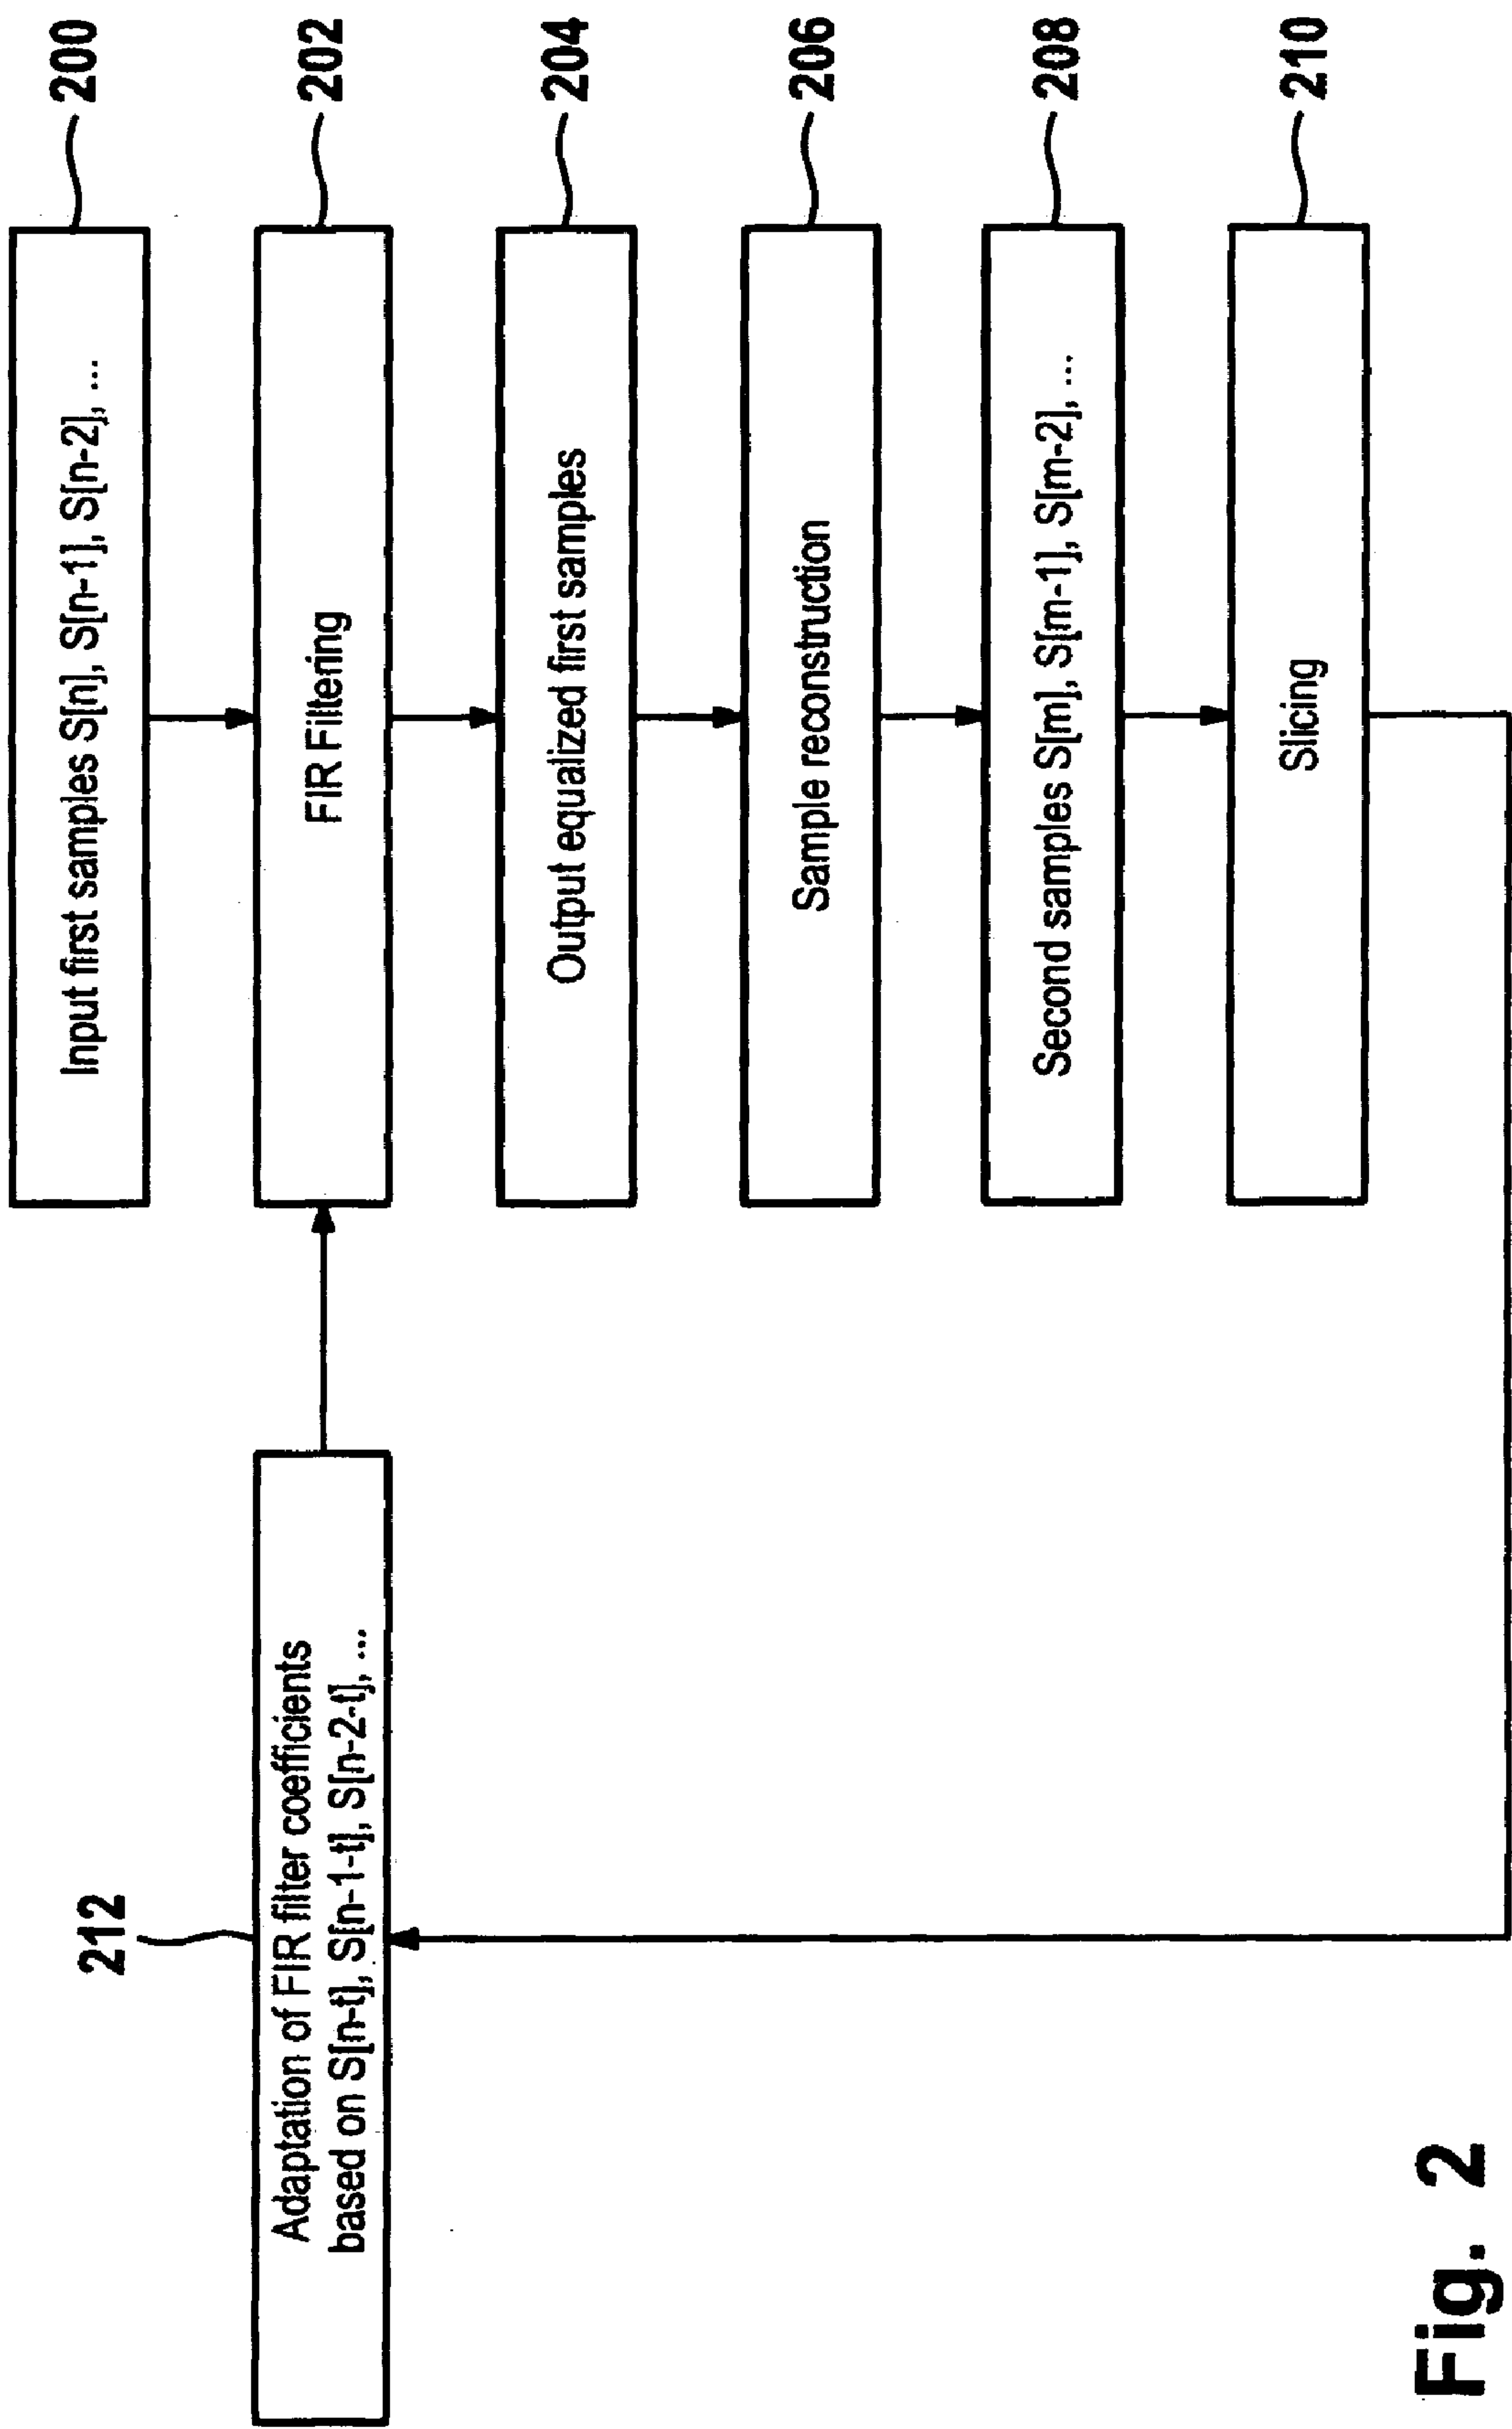 Input first samples S[n], S[n-1], S[n-2], ...
200
FIR Filtering
202
Output equalized first samples
204
Sample reconstruction
206
Second samples S[m], S[m-1], S[m-2], ...
208
Slicing
210
212
Adaptation of FIR filter coefficients
based on S[n-t], S[n-1-t], S[n-2-t], ...
Fig. 2